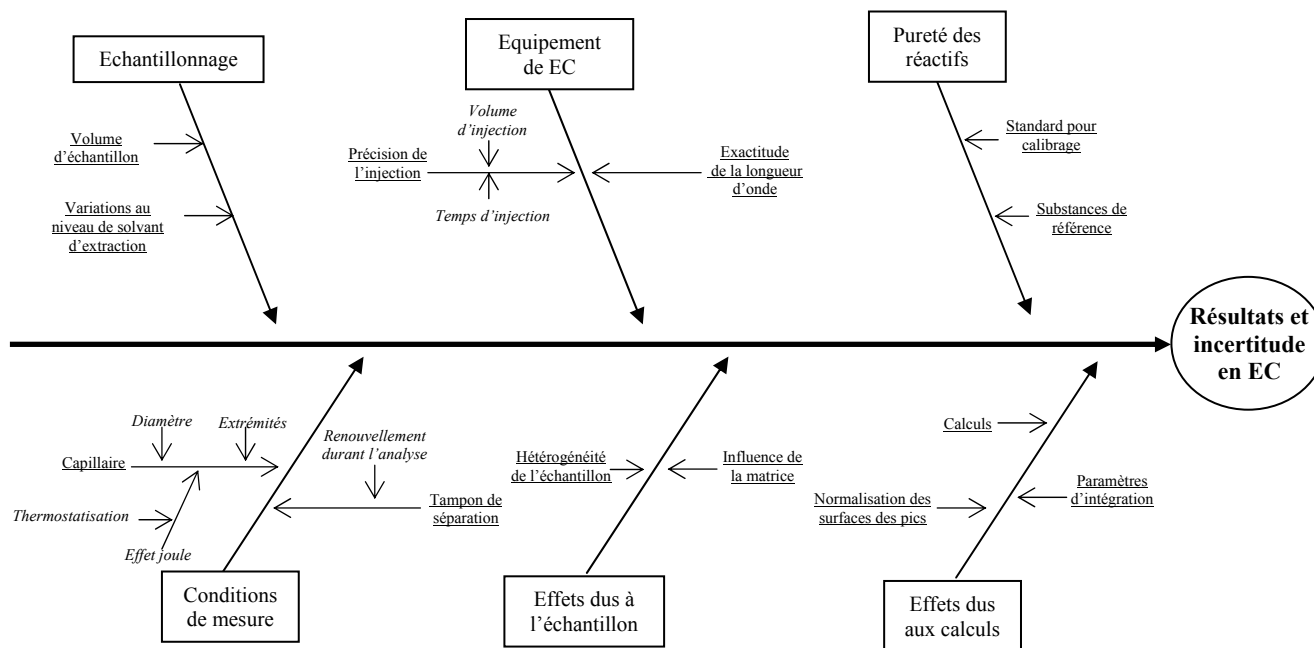 Echantillonnage
Equipement
de EC
Pureté des
réactifs
Volume
d'échantillon
Variations au
niveau de solvant
d'extraction
Volume
d'injection
Précision de
l'injection
Temps d'injection
Exactitude
de la longueur
d'onde
Standard pour
calibrage
Substances de
référence
Résultats et
incertitude
en EC
Diamètre
Extrémités
Capillaire
Thermostatisation
Effet joule
Renouvellement
durant l'analyse
Tampon de
séparation
Conditions
de mesure
Hétérogénéité
de l'échantillon
Influence de
la matrice
Effets dus à
l'échantillon
Calculs
Normalisation des
surfaces des pics
Paramètres
d'intégration
Effets dus
aux calculs